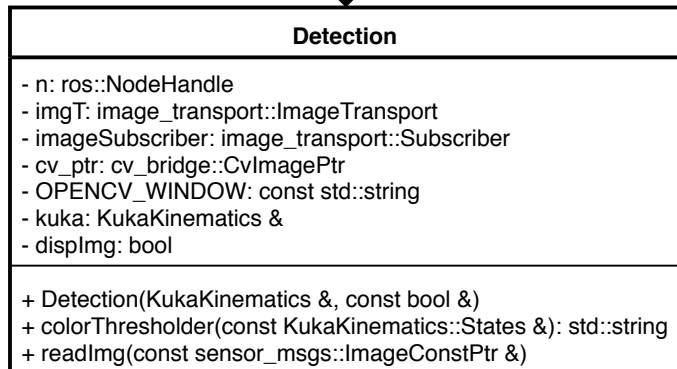 Detection
- n: ros::NodeHandle
- imgT: image_transport::ImageTransport
- imageSubscriber: image_transport::Subscriber
- cv_ptr: cv_bridge::CvImagePtr
- OPENCV_WINDOW: const std::string
- kuka: KukaKinematics &
- dispImg: bool
+ Detection(KukaKinematics &, const bool &)
+ colorThresholder(const KukaKinematics::States &): std::string
+ readImg(const sensor_msgs::ImageConstPtr &)